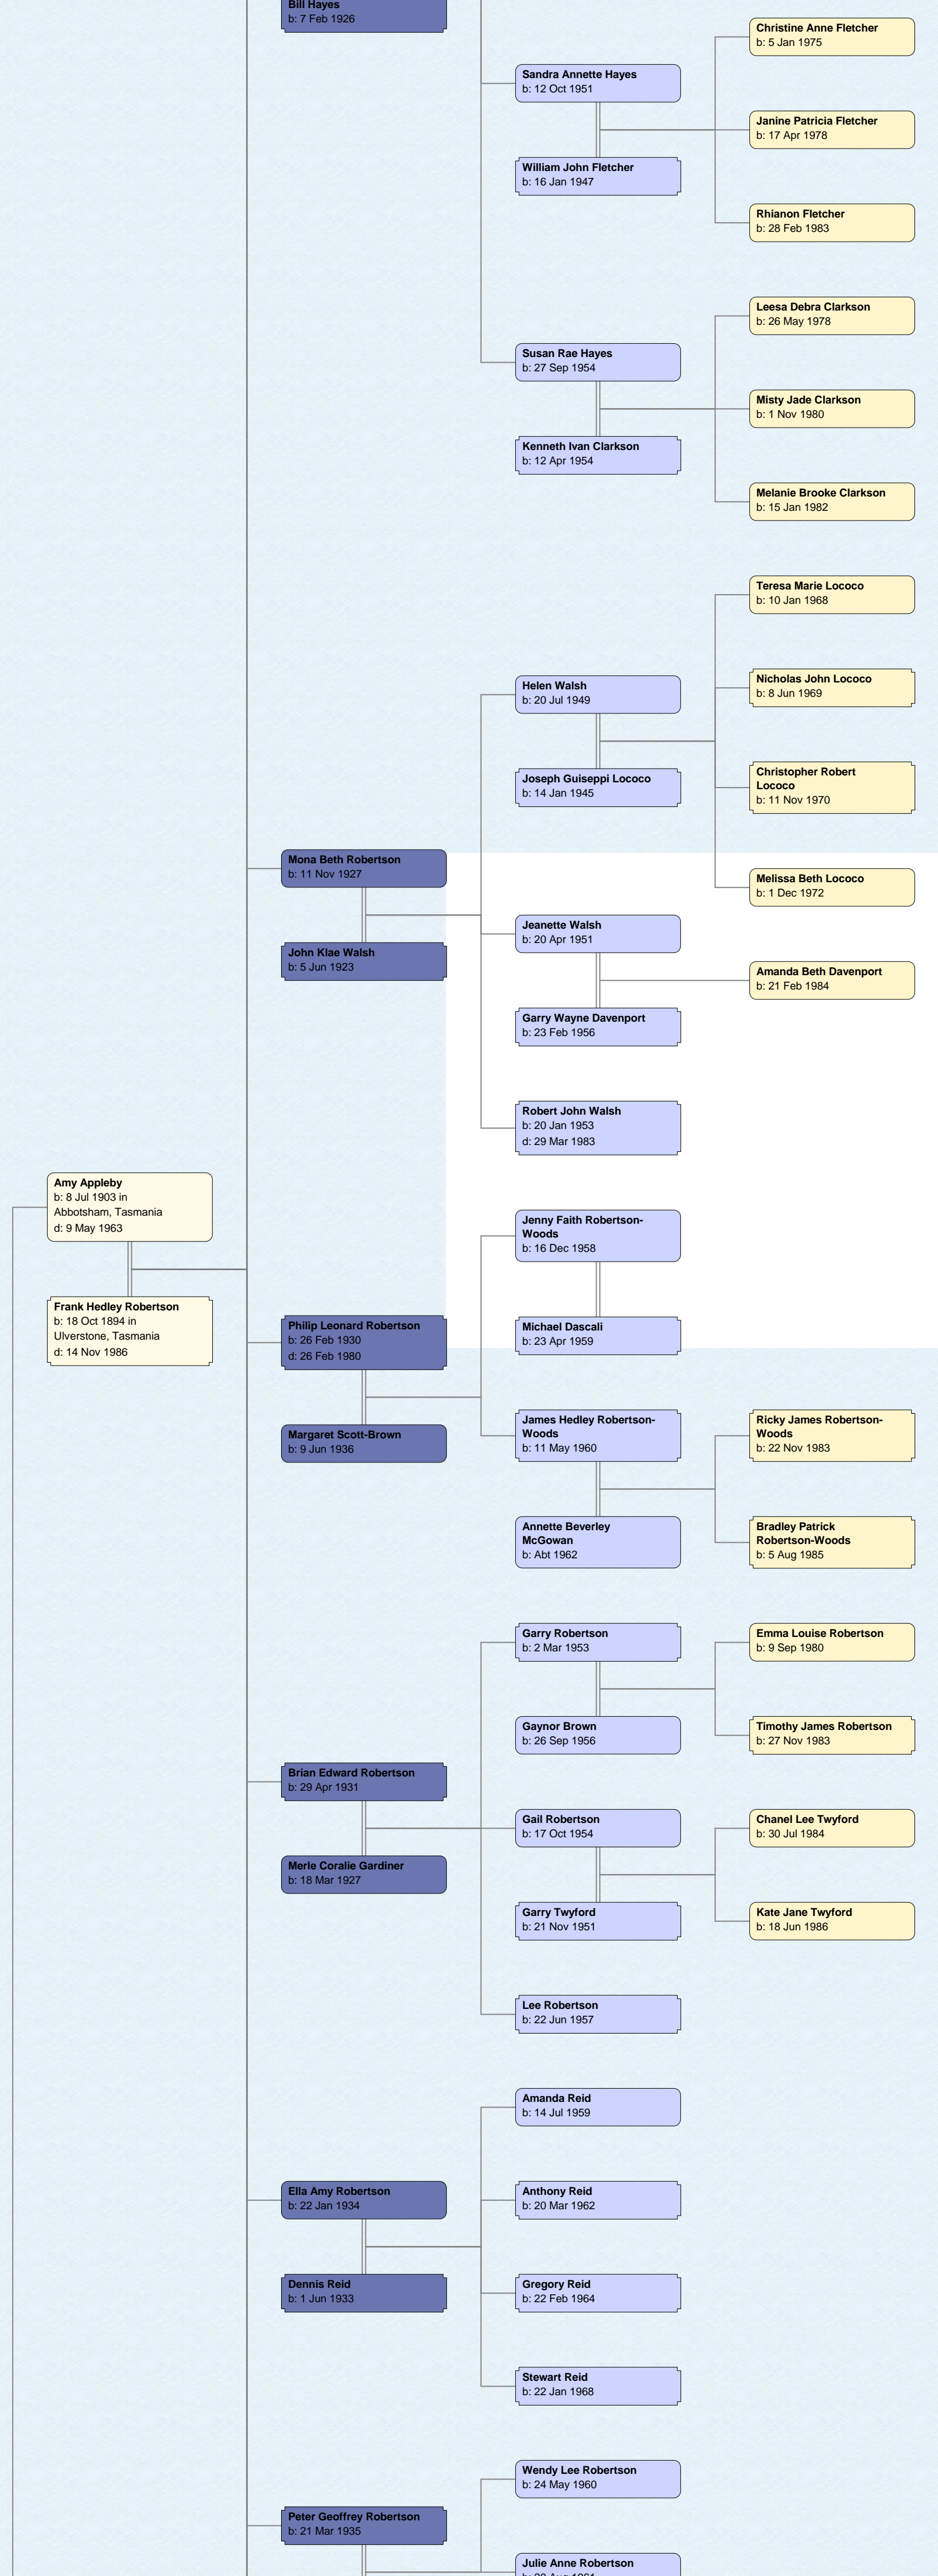 Bill Hayes
b: 7 Feb 1926
Christine Anne Fletcher
b: 5 Jan 1975
Sandra Annette Hayes
b: 12 Oct 1951
Janine Patricia Fletcher
b: 17 Apr 1978
William John Fletcher
b: 16 Jan 1947
Rhianon Fletcher
b: 28 Feb 1983
Leesa Debra Clarkson
b: 26 May 1978
Susan Rae Hayes
b: 27 Sep 1954
Misty Jade Clarkson
b: 1 Nov 1980
Kenneth Ivan Clarkson
b: 12 Apr 1954
Melanie Brooke Clarkson
b: 15 Jan 1982
Teresa Marie Lococo
b: 10 Jan 1968
Helen Walsh
b: 20 Jul 1949
Nicholas John Lococo
b: 8 Jun 1969
Joseph Guiseppi Lococo
b: 14 Jan 1945
Christopher Robert
Lococo
b: 11 Nov 1970
Mona Beth Robertson
b: 11 Nov 1927
Melissa Beth Lococo
b: 1 Dec 1972
Jeanette Walsh
b: 20 Apr 1951
John Klae Walsh
b: 5 Jun 1923
Amanda Beth Davenport
b: 21 Feb 1984
Garry Wayne Davenport
b: 23 Feb 1956
Robert John Walsh
b: 20 Jan 1953
d: 29 Mar 1983
Amy Appleby
b: 8 Jul 1903 in
Abbotsham, Tasmania
d: 9 May 1963
Jenny Faith Robertson-
Woods
b: 16 Dec 1958
Frank Hedley Robertson
b: 18 Oct 1894 in
Ulverstone, Tasmania
d: 14 Nov 1986
Philip Leonard Robertson
b: 26 Feb 1930
d: 26 Feb 1980
Michael Dascali
b: 23 Apr 1959
James Hedley Robertson-
Woods
b: 11 May 1960
Ricky James Robertson-
Woods
b: 22 Nov 1983
Margaret Scott-Brown
b: 9 Jun 1936
Annette Beverley
McGowan
b: Abt 1962
Bradley Patrick
Robertson-Woods
b: 5 Aug 1985
Garry Robertson
b: 2 Mar 1953
Emma Louise Robertson
b: 9 Sep 1980
Gaynor Brown
b: 26 Sep 1956
Timothy James Robertson
b: 27 Nov 1983
Brian Edward Robertson
b: 29 Apr 1931
Gail Robertson
b: 17 Oct 1954
Chanel Lee Twyford
b: 30 Jul 1984
Merle Coralie Gardiner
b: 18 Mar 1927
Garry Twyford
b: 21 Nov 1951
Kate Jane Twyford
b: 18 Jun 1986
Lee Robertson
b: 22 Jun 1957
Amanda Reid
b: 14 Jul 1959
Ella Amy Robertson
b: 22 Jan 1934
Anthony Reid
b: 20 Mar 1962
Dennis Reid
b: 1 Jun 1933
Gregory Reid
b: 22 Feb 1964
Stewart Reid
b: 22 Jan 1968
Wendy Lee Robertson
b: 24 May 1960
Peter Geoffrey Robertson
b: 21 Mar 1935
Julie Anne Robertson